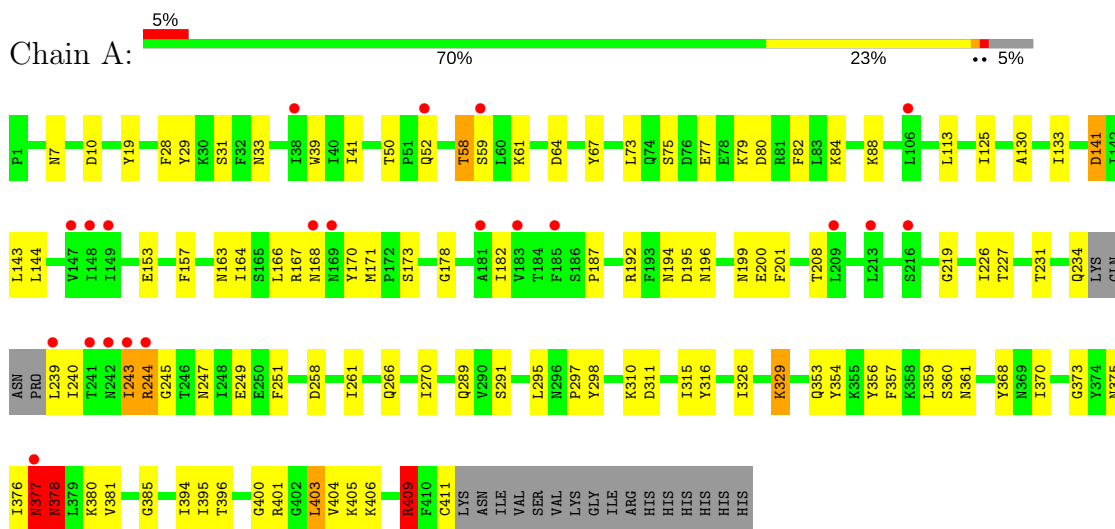 5%
Chain A:
70% 23% •• 5%
P1 N7 D10 Y19 F28 Y29 K30 S31 F32 N33 I38 W39 I40 I41 T50 P51 Q52 T58 S59 L60 K61 D64 Y67 L73 Q74 S75 D76 E77 E78 K79 D80 R81 F82 L83 K84 K88 L106 L113 I125 A130 I133 D141
L143 L144 V147 I148 I149 E153 F157 N163 I164 S165 L166 R167 N168 N169 Y170 M171 P172 S173 G178 A181 I182 V183 T184 F185 S186 P187 R192 F193 N194 D195 N196 N199 E200 F201 T208 L209 L213 S216 G219 I226 T227 T231 Q234 LYS GLN
ASN PRO L239 I240 T241 N242 I243 R244 G245 T246 N247 I248 E249 E250 F251 D258 I261 Q266 I270 Q289 V290 S291 L295 N296 P297 Y298 K310 D311 I315 Y316 I326 K329 Q353 Y354 K355 Y356 F357 K358 L359 S360 N361 Y368 N369 I370 G373 Y374 N375
I376 N377 N378 L379 K380 V381 G385 I394 I395 T396 G400 R401 G402 L403 V404 K405 K406 R409 F410 C411 LYS ASN ILE VAL SER VAL LYS GLY ILE ARG HIS HIS HIS HIS HIS HIS